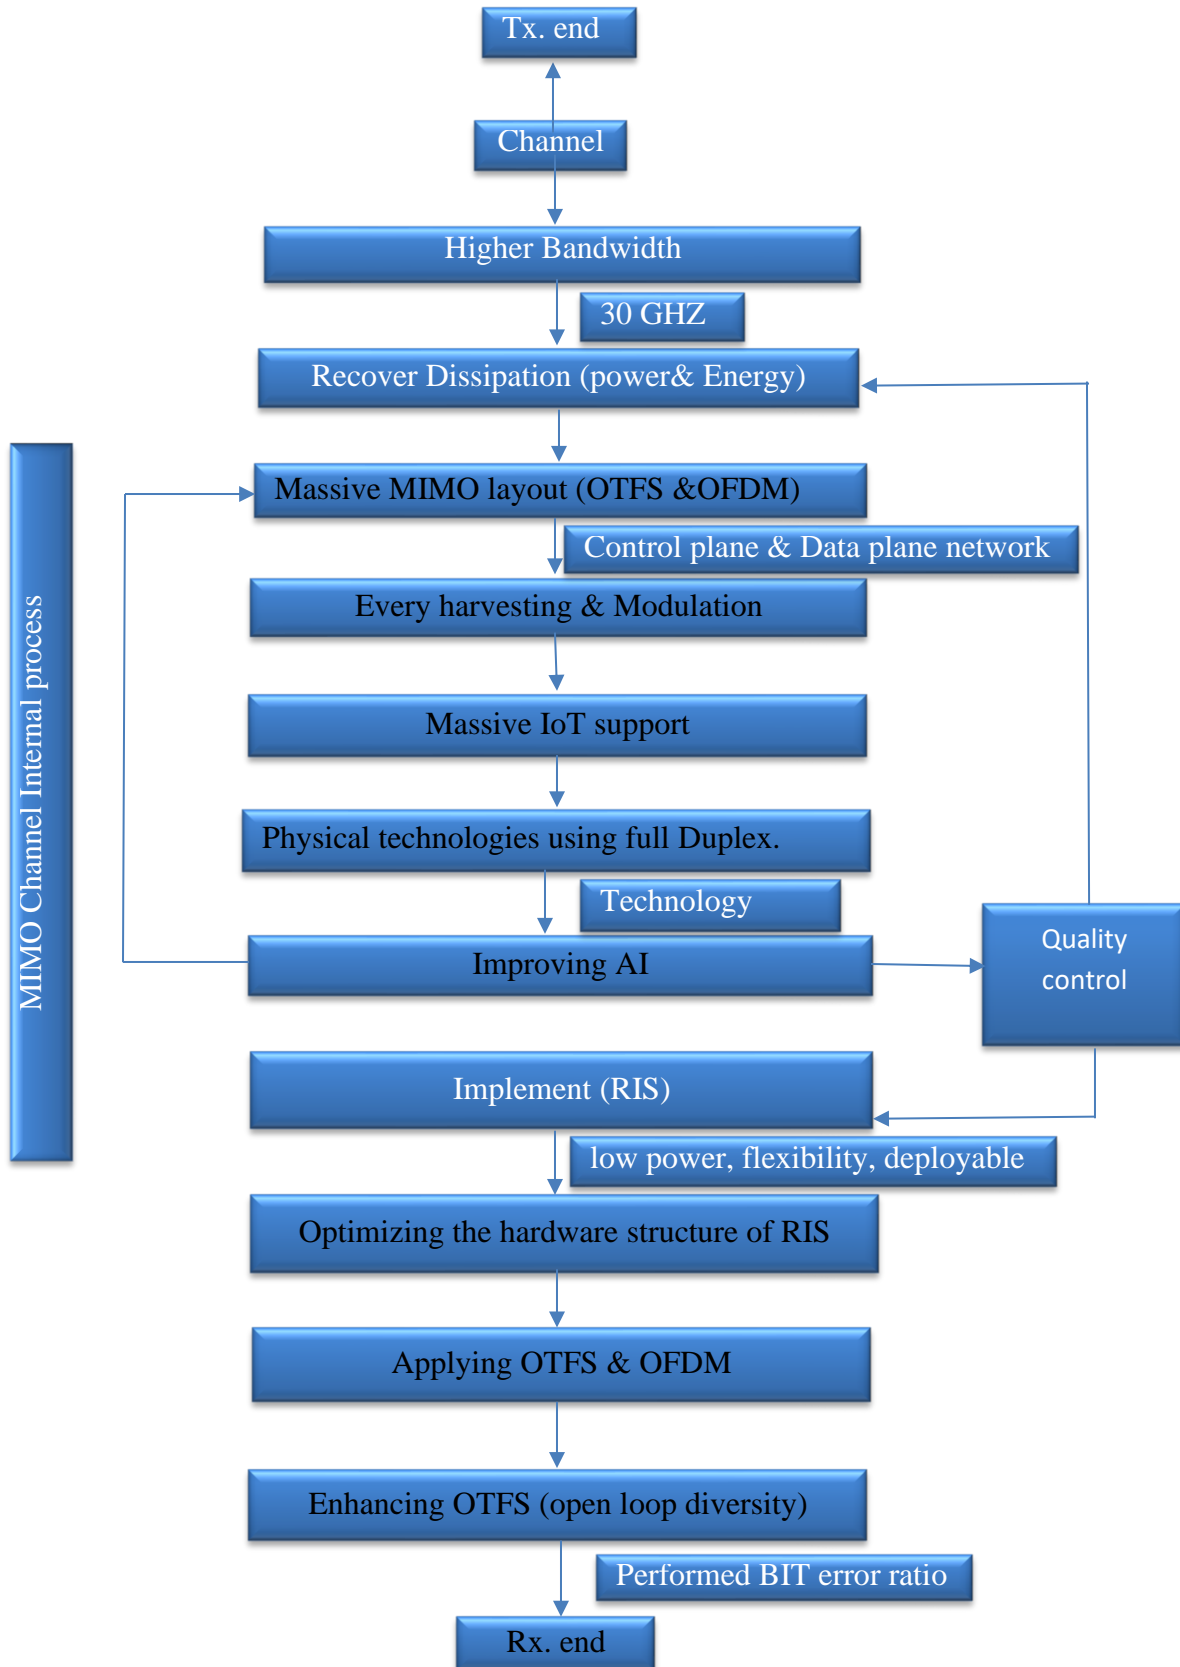 Tx. end
Channel
Higher Bandwidth
30 GHZ
Recover Dissipation (power& Energy)
Massive MIMO layout (OTFS &OFDM)
Control plane & Data plane network
Every harvesting & Modulation
Massive IoT support
Physical technologies using full Duplex.
Technology
Improving AI
Quality
control
MIMO Channel Internal process
Implement (RIS)
low power, flexibility, deployable
Optimizing the hardware structure of RIS
Applying OTFS & OFDM
Enhancing OTFS (open loop diversity)
Performed BIT error ratio
Rx. end